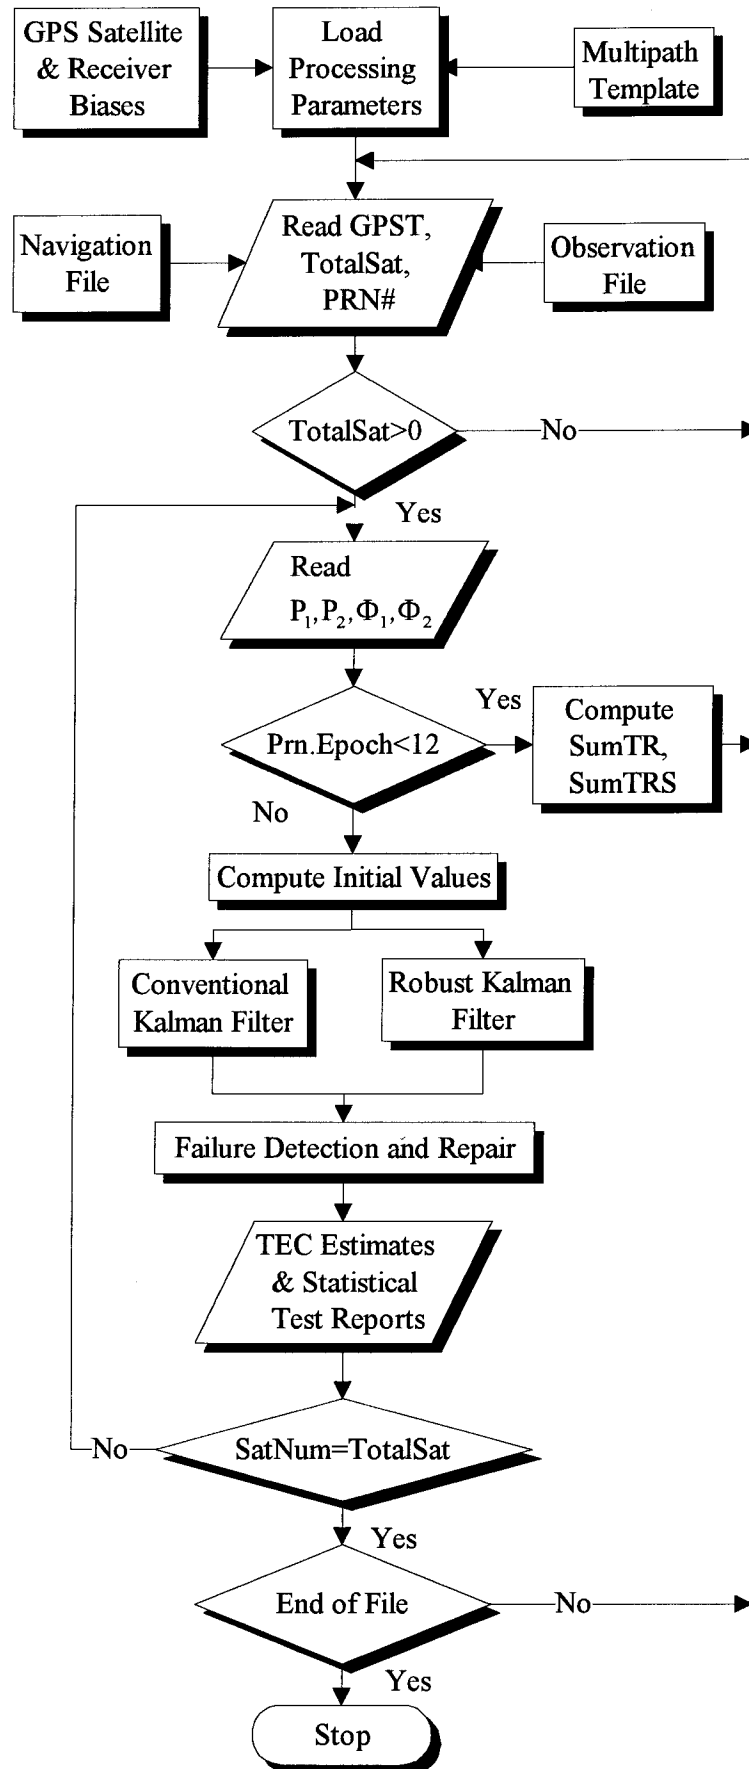 GPS Satellite
& Receiver
Biases
Load
Processing
Parameters
Multipath
Template
Navigation
File
Read GPST,
TotalSat,
PRN#
Observation
File
TotalSat>0
No
Yes
Read
P₁,P₂,Φ₁,Φ₂
Prn.Epoch<12
Yes
Compute
SumTR,
SumTRS
No
Compute Initial Values
Conventional
Kalman Filter
Robust Kalman
Filter
Failure Detection and Repair
TEC Estimates
& Statistical
Test Reports
No
SatNum=TotalSat
Yes
End of File
No
Yes
Stop